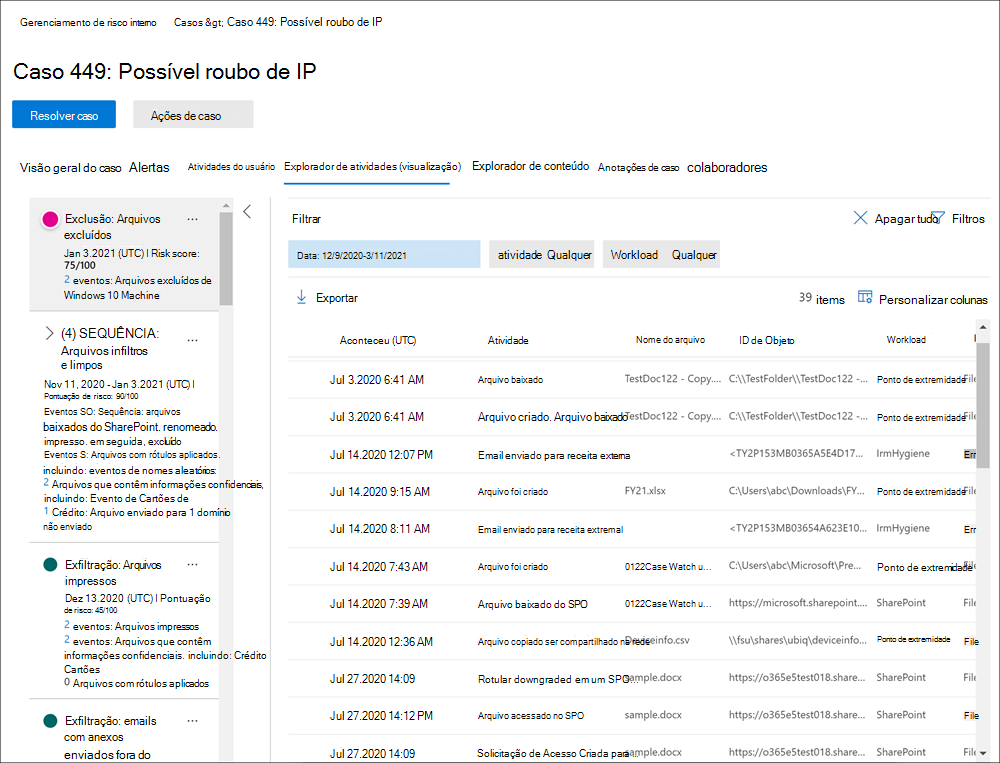 Gerenciamento de risco interno Casos &gt; Caso 449: Possível roubo de IP
Caso 449: Possível roubo de IP
Resolver caso Ações de caso
Visão geral do caso Alertas Atividades do usuário Explorador de atividades (visualização) Explorador de conteúdo Anotações de caso colaboradores
Exclusão: Arquivos
excluídos
Jan 3.2021 (UTC) I Risk score:
75/100
2 eventos: Arquivos excluídos de
Windows 10 Machine
(4) SEQUÊNCIA:
Arquivos infiltros
e limpos
Nov 11, 2020 - Jan 3.2021 (UTC) I
Pontuação de risco: 90/100
Eventos SO: Sequência: arquivos
baixados do SharePoint. renomeado.
impresso. em seguida, excluído
Eventos S: Arquivos com rótulos aplicados.
incluindo: eventos de nomes aleatórios:
2 Arquivos que contêm informações confidenciais,
incluindo: Evento de Cartões de
1 Crédito: Arquivo enviado para 1 domínio
não enviado
Exfiltração: Arquivos
impressos
Dez 13.2020 (UTC) I Pontuação
de risco: 45/100
2 eventos: Arquivos impressos
2 eventos: Arquivos que contêm
informações confidenciais. incluindo: Crédito
Cartões
0 Arquivos com rótulos aplicados
Exfiltração: emails
com anexos
enviados fora do
Filtrar Apagar tudo Filtros
Data: 12/9/2020-3/11/2021 atividade Qualquer Workload Qualquer
Exportar 39 items Personalizar colunas
Aconteceu (UTC) Atividade Nome do arquivo ID de Objeto Workload
Jul 3.2020 6:41 AM Arquivo baixado TestDoc122 - Copy.... C:\\TestFolder\\TestDoc122 -... Ponto de extremidade File
Jul 3.2020 6:41 AM Arquivo criado. Arquivo baixado TestDoc122 - Copy.... C:\\TestFolder\\TestDoc122 -... Ponto de extremidade File
Jul 14.2020 12:07 PM Email enviado para receita externa <TY2P153MB0365A5E4D17... IrmHygiene Em
Jul 14.2020 9:15 AM Arquivo foi criado FY21.xlsx C:\Users\abc\Downloads\FY... Ponto de extremidade File
Jul 14.2020 8:11 AM Email enviado para receita extremal <TY2P153MB03654A623E10... IrmHygiene Em
Jul 14.2020 7:43 AM Arquivo foi criado 0122Case Watch u... C:\Users\abc\Microsoft\Pre... Ponto de extremidade File
Jul 14.2020 7:39 AM Arquivo baixado do SPO 0122Case Watch u... https://microsoft.sharepoint.... SharePoint File
Jul 14.2020 12:36 AM Arquivo copiado ser compartilhado na rede Deviceinfo.csv \\fsu\shares\ubiq\deviceinfo... Ponto de extremidade File
Jul 27.2020 14:09 Rotular downgraded em um SPO... sample.docx https://o365e5test018.share... SharePoint File
Jul 27.2020 14:12 PM Arquivo acessado no SPO sample.docx https://o365e5test018.share... SharePoint File
Jul 27.2020 14:09 Solicitação de Acesso Criada para... sample.docx https://o365e5test018.share... SharePoint File